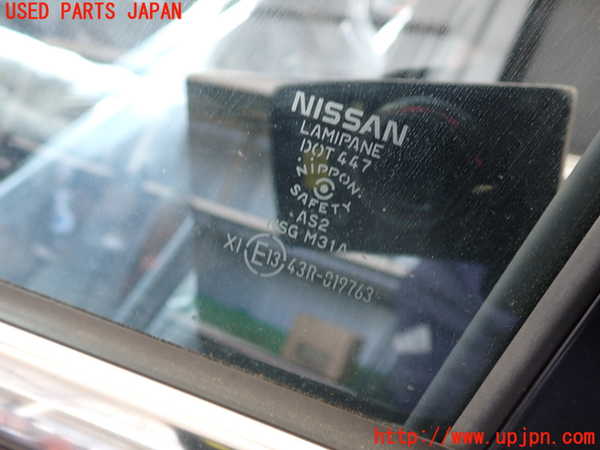 USED PARTS JAPAN
NISSAN
LAMIPANE
DOT 447
NIPPON
SAFETY
AS2
M31A
XI E13 43R-019763
http://www.upjpn.com